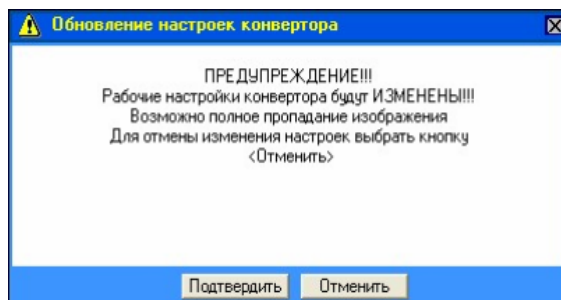 Обновление настроек конвертора
ПРЕДУПРЕЖДЕНИЕ!!!
Рабочие настройки конвертора будут ИЗМЕНЕНЫ!!!
Возможно полное пропадание изображения
Для отмены изменения настроек выбрать кнопку
<Отменить>
Подтвердить Отменить